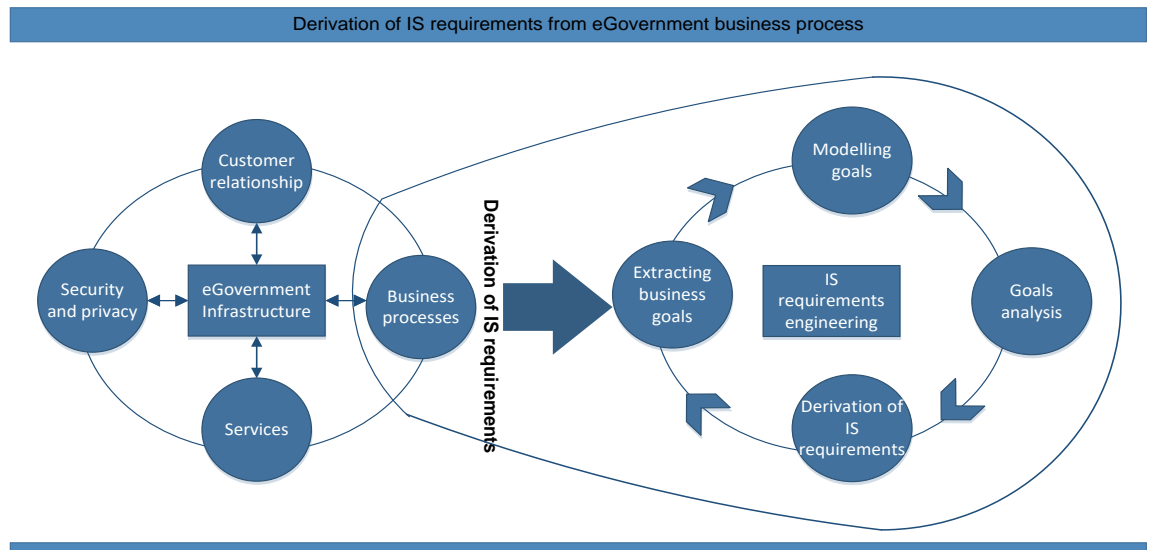 Derivation of IS requirements from eGovernment business process
Customer
relationship
Security
and privacy
eGovernment
Infrastructure
Business
processes
Services
Derivation of IS requirements
Modelling
goals
Extracting
business
goals
IS
requirements
engineering
Goals
analysis
Derivation of
IS
requirements